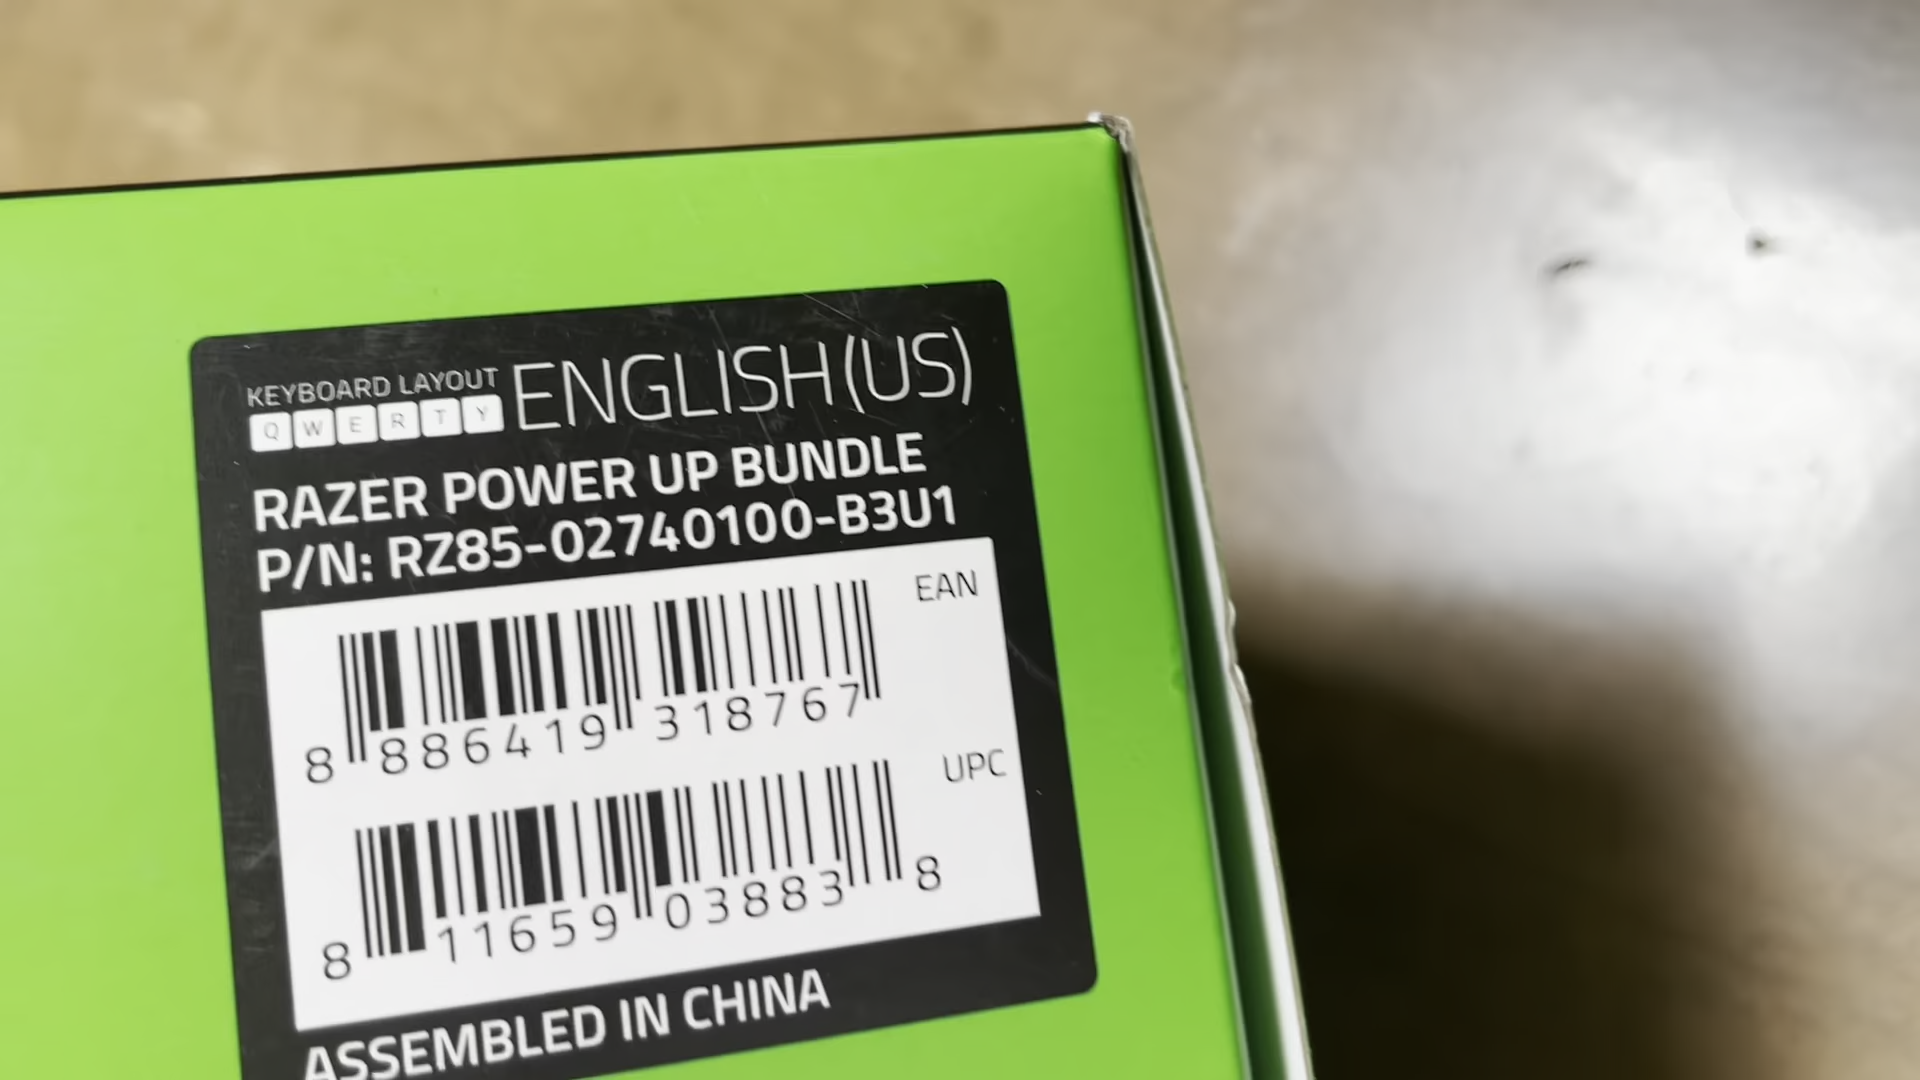 KEYBOARD LAYOUT
QWERTY
ENGLISH(US)
RAZER POWER UP BUNDLE
P/N: RZ85-02740100-B3U1
EAN
8 886419 318767
UPC
8 11659 03883 8
ASSEMBLED IN CHINA